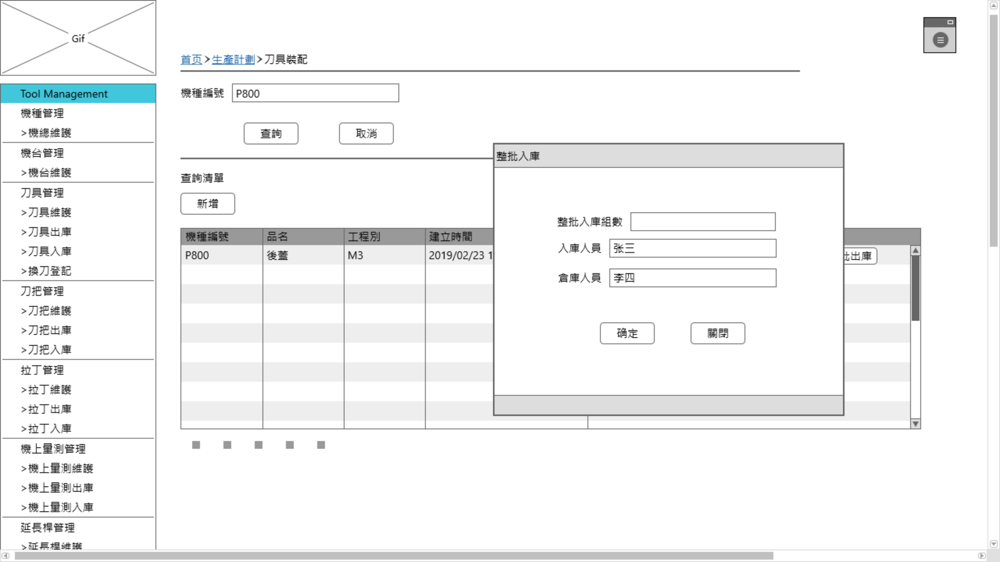 Gif
Tool Management
機種管理
>機總維護
機台管理
>機台維護
刀具管理
>刀具維護
>刀具出庫
>刀具入庫
>換刀登記
刀把管理
>刀把維護
>刀把出庫
>刀把入庫
拉丁管理
>拉丁維護
>拉丁出庫
>拉丁入庫
機上量測管理
>機上量測維護
>機上量測出庫
>機上量測入庫
延長桿管理
>延長桿維護
首页>生產計劃>刀具裝配
機種編號 P800
查詢 取消
查詢清單
新增
機種編號 品名 工程別 建立時間
P800 後蓋 M3 2019/02/23 1
出庫
整批入庫
整批入庫組數
入庫人員 张三
倉庫人員 李四
确定 關閉